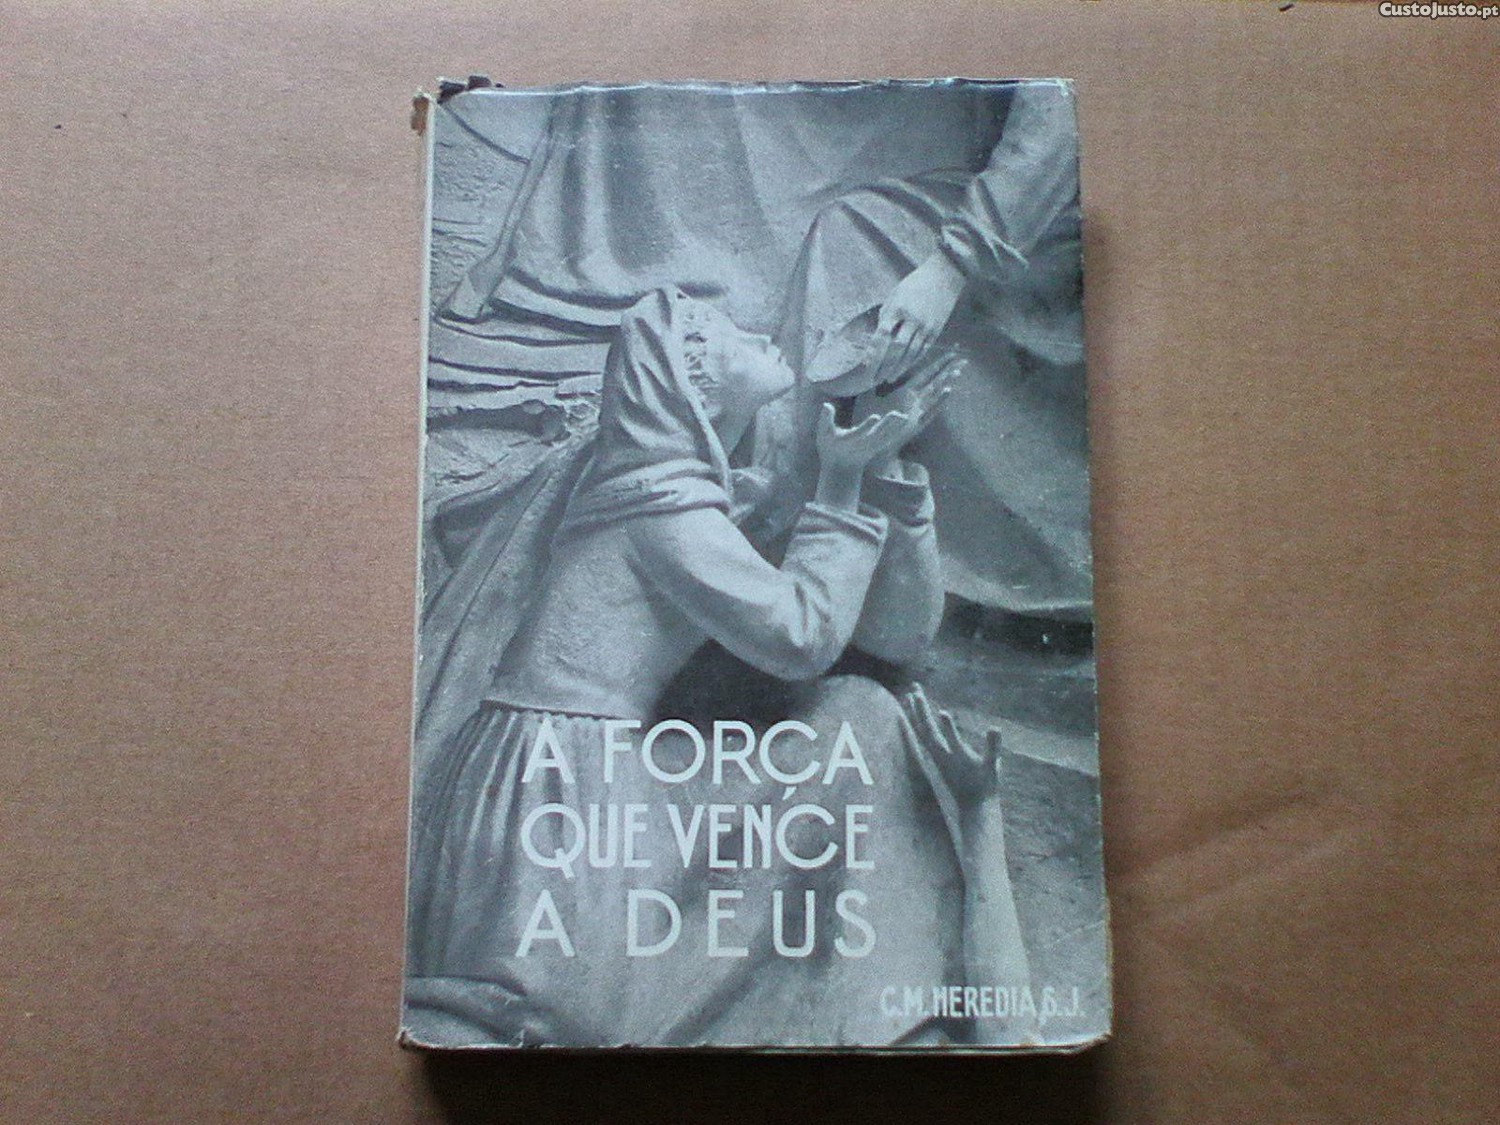 CustoJusto.pt
A FORÇA
QUE VENCE
A DEUS
C.M. HEREDIA, S.J.